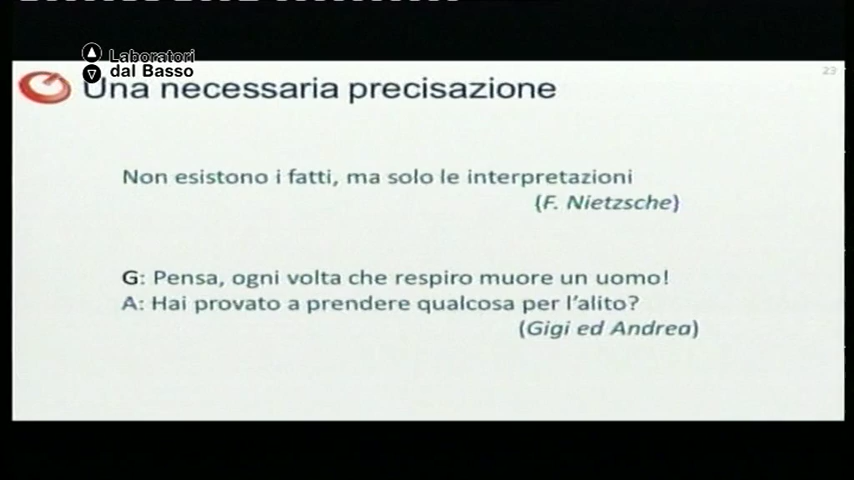 Laboratori
dal Basso
23
Una necessaria precisazione
Non esistono i fatti, ma solo le interpretazioni
(F. Nietzsche)
G: Pensa, ogni volta che respiro muore un uomo!
A: Hai provato a prendere qualcosa per l'alito?
(Gigi ed Andrea)